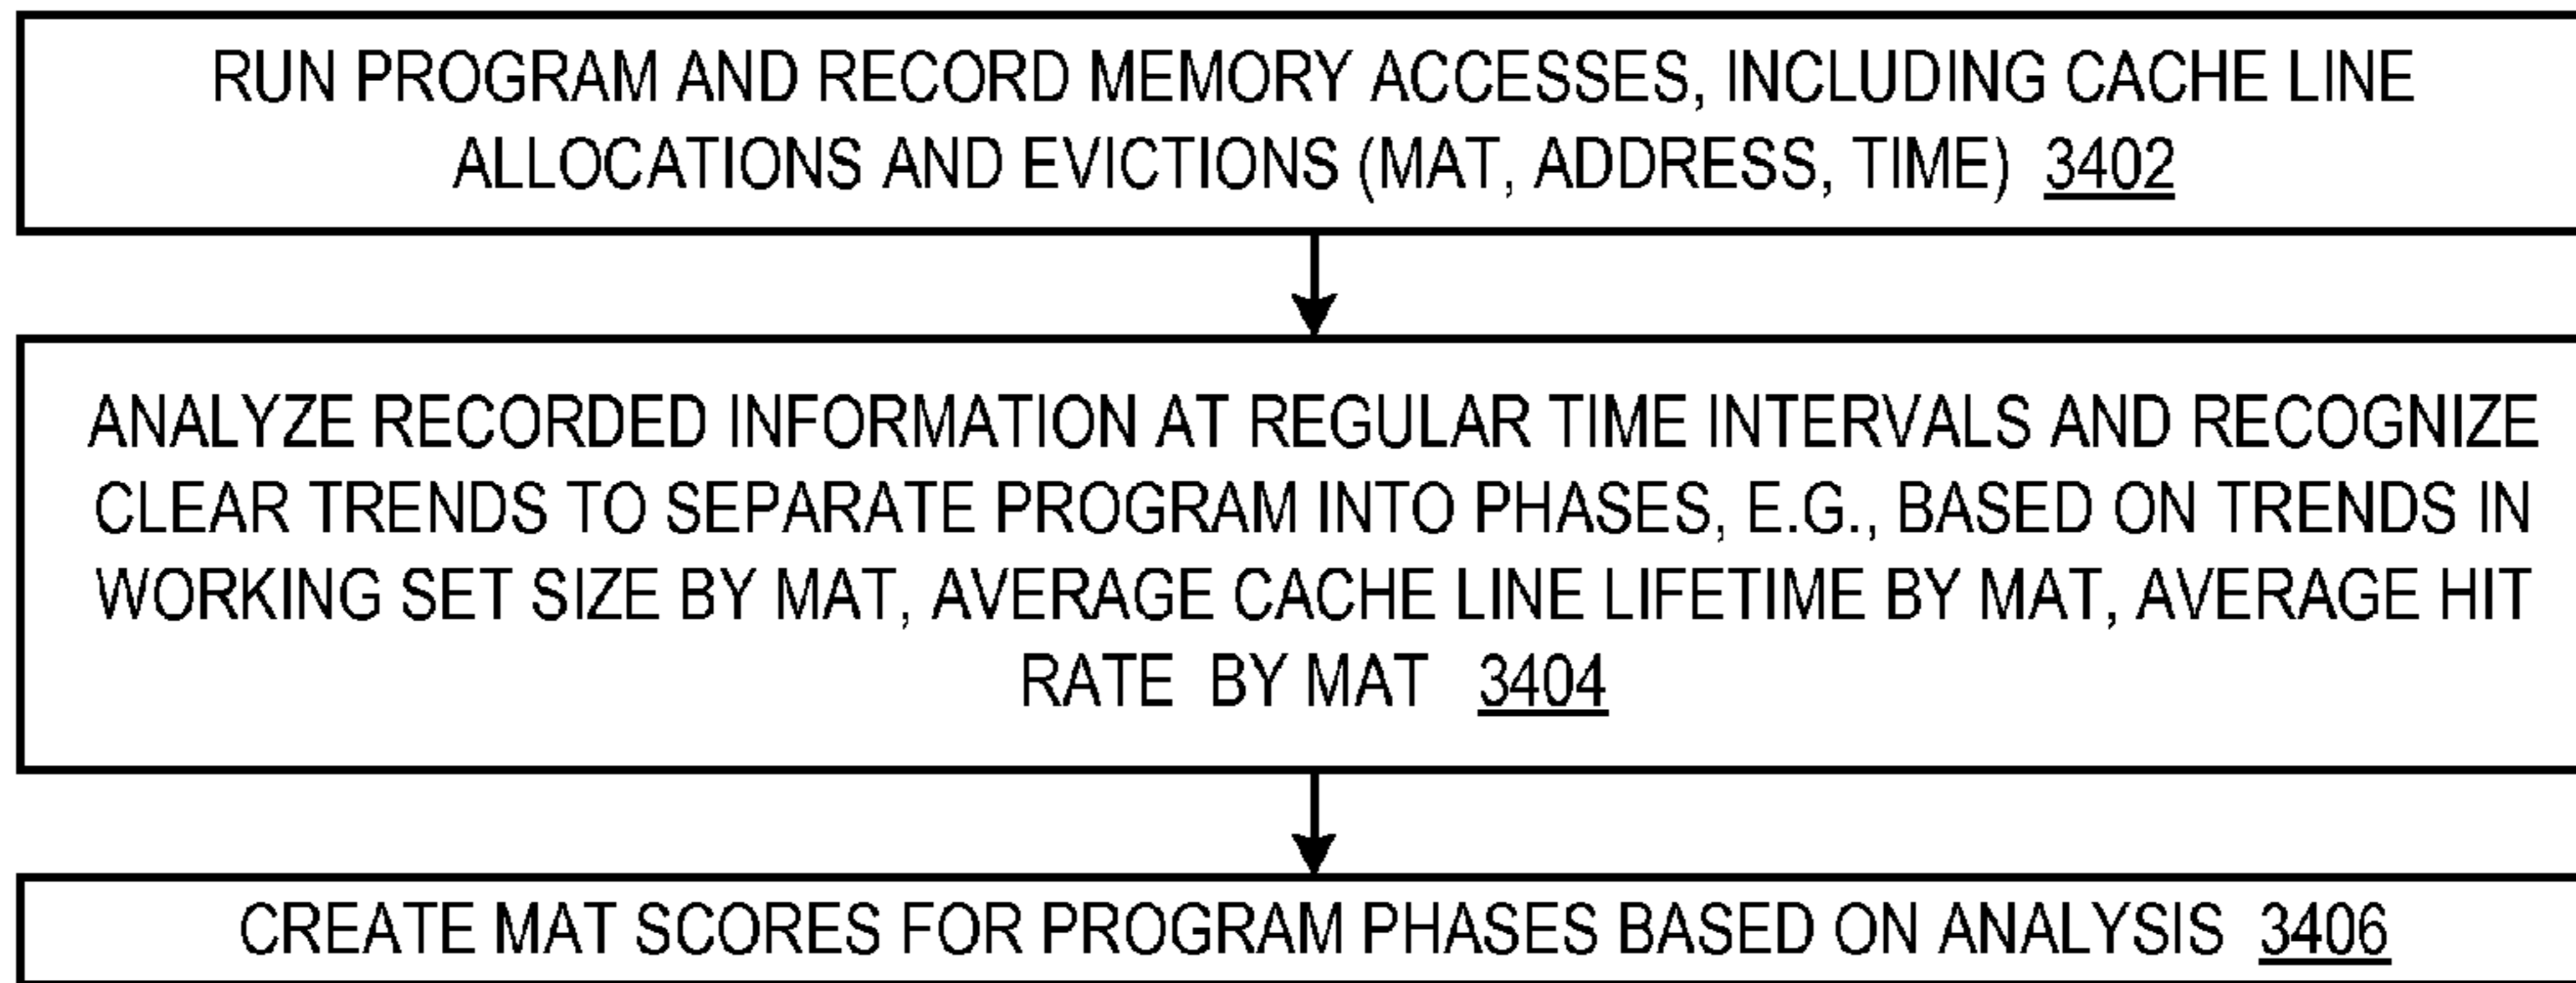 RUN PROGRAM AND RECORD MEMORY ACCESSES, INCLUDING CACHE LINE
ALLOCATIONS AND EVICTIONS (MAT, ADDRESS, TIME) 3402
ANALYZE RECORDED INFORMATION AT REGULAR TIME INTERVALS AND RECOGNIZE
CLEAR TRENDS TO SEPARATE PROGRAM INTO PHASES, E.G., BASED ON TRENDS IN
WORKING SET SIZE BY MAT, AVERAGE CACHE LINE LIFETIME BY MAT, AVERAGE HIT
RATE BY MAT 3404
CREATE MAT SCORES FOR PROGRAM PHASES BASED ON ANALYSIS 3406